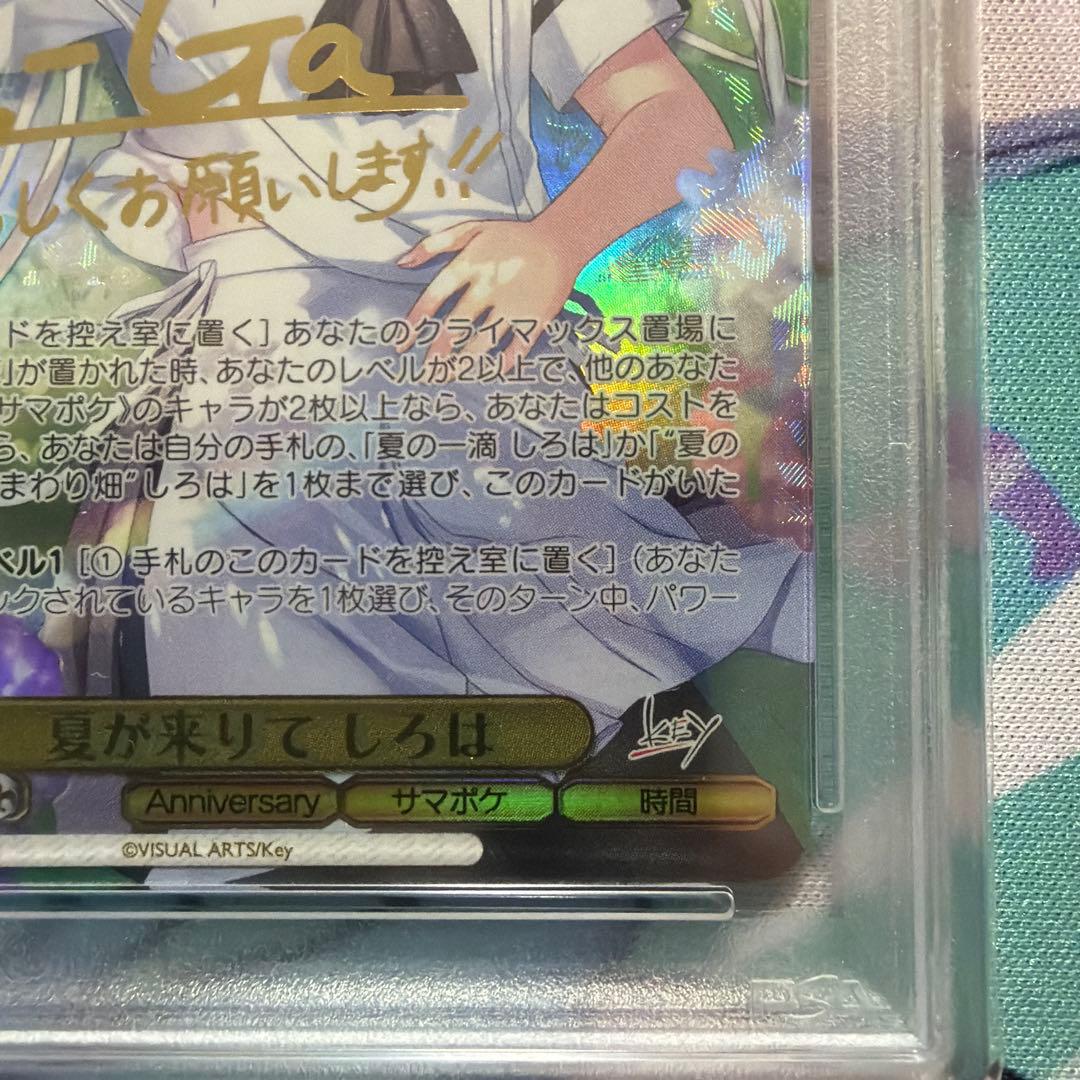 -Ga
しくお願いします!!
ドを控え室に置く] あなたのクライマックス置場に
」が置かれた時、あなたのレベルが2以上で、他のあなた
サマポケ》のキャラが2枚以上なら、あなたはコストを
ら、あなたは自分の手札の、「夏の一滴 しろは」か「“夏の
まわり畑”しろは」を1枚まで選び、このカードがいた
ベル1 [① 手札のこのカードを控え室に置く] (あなた
ックされているキャラを1枚選び、そのターン中、パワー
夏が来りて しろは
KEY
Anniversary サマポケ 時間
©VISUAL ARTS/Key